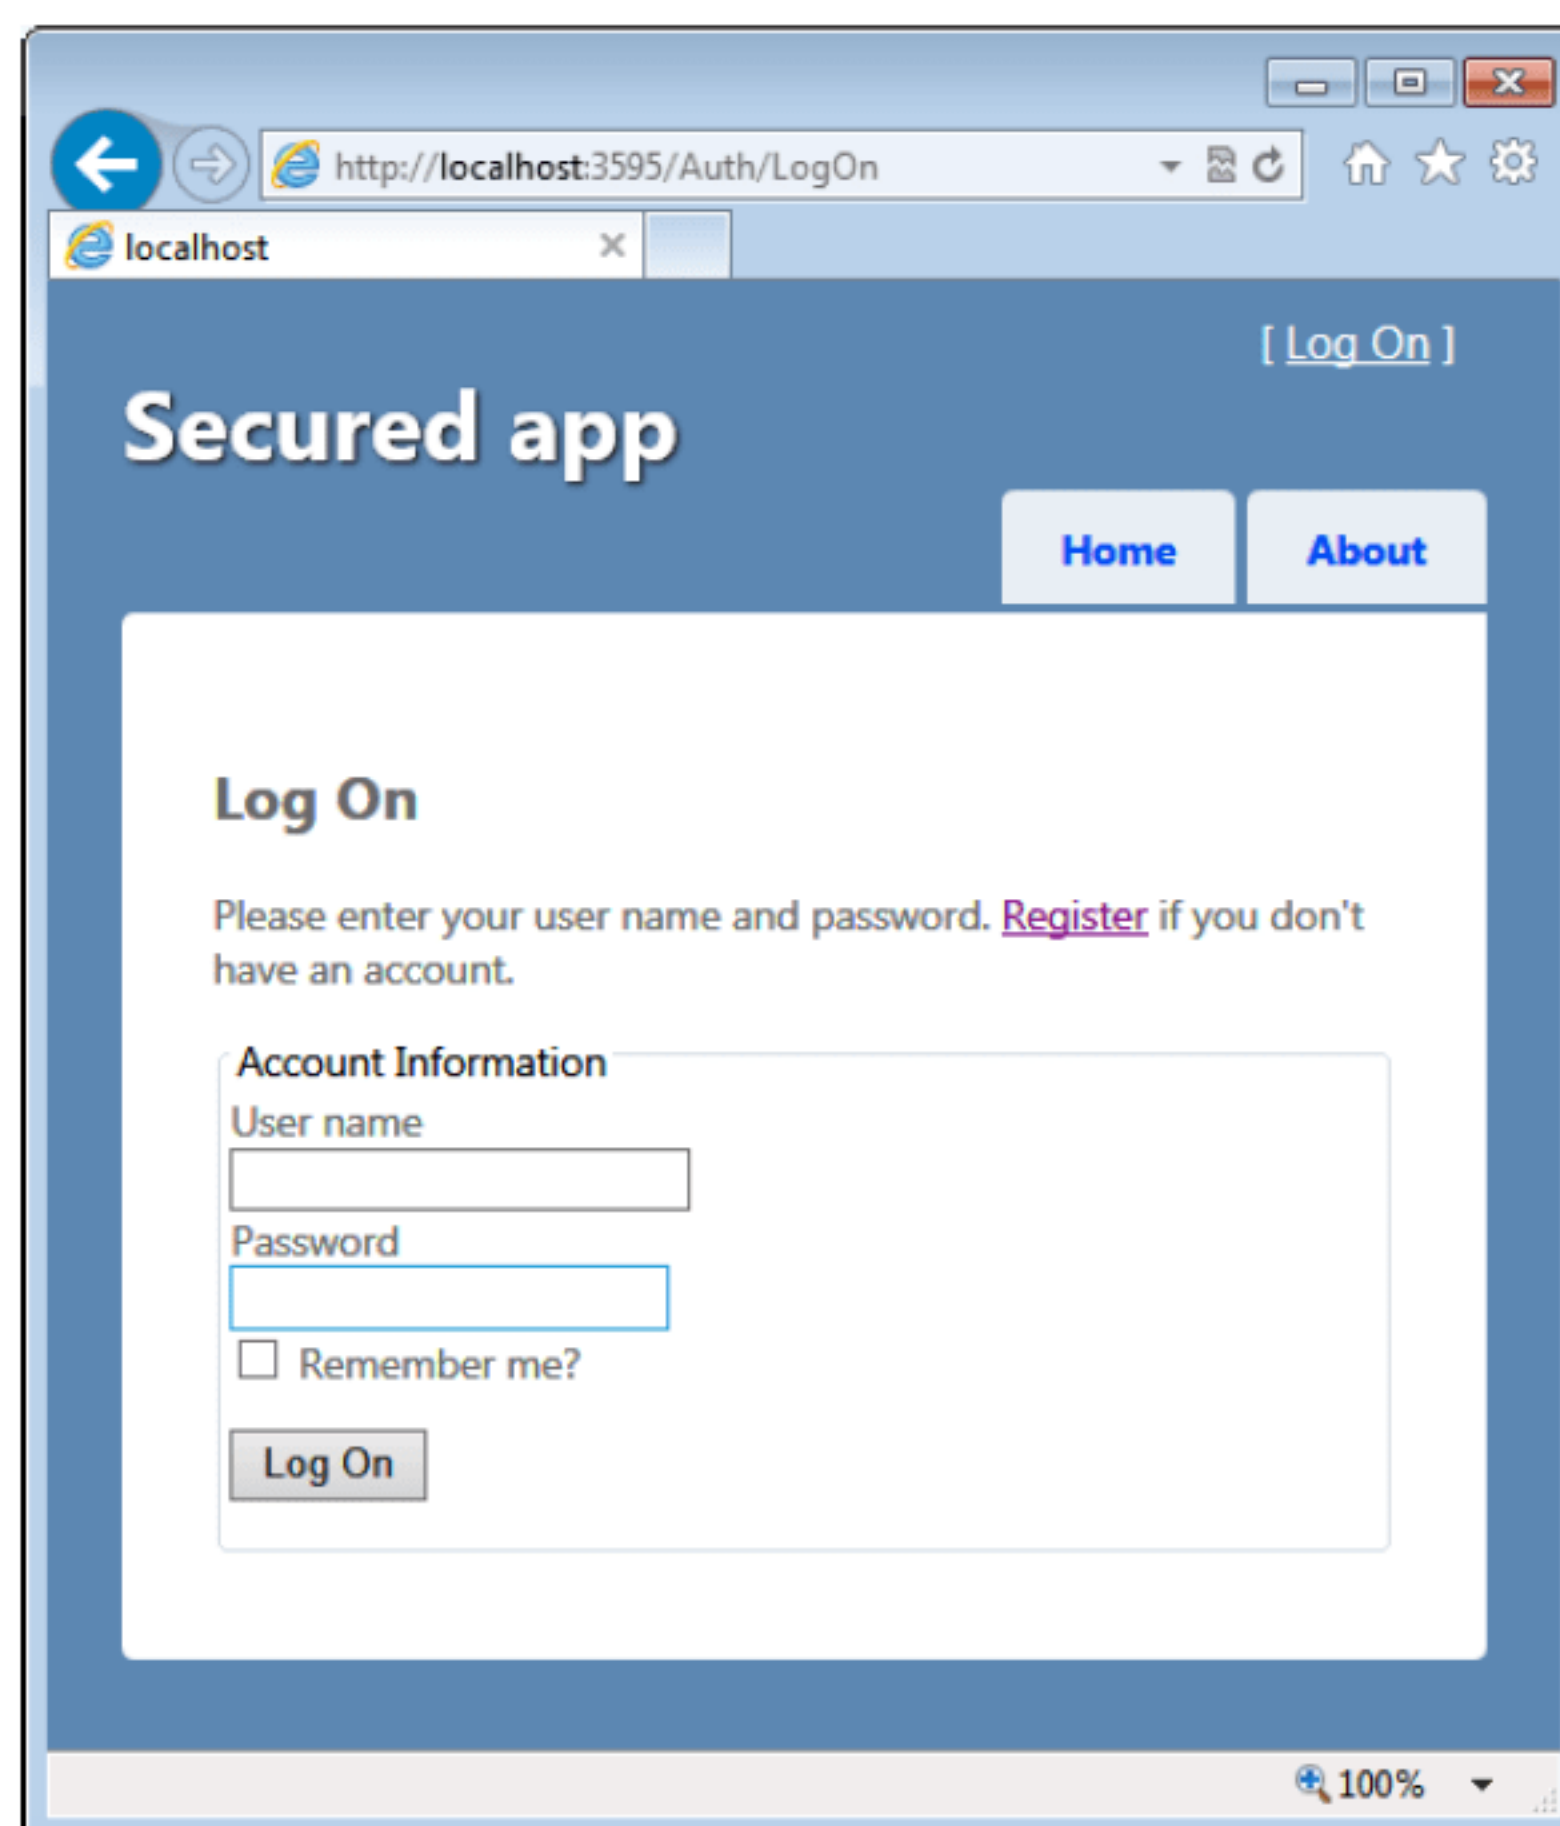 http://localhost:3595/Auth/LogOn
localhost
[ Log On ]
Secured app
Home
About
Log On
Please enter your user name and password. Register if you don't
have an account.
Account Information
User name
Password
Remember me?
Log On
100%